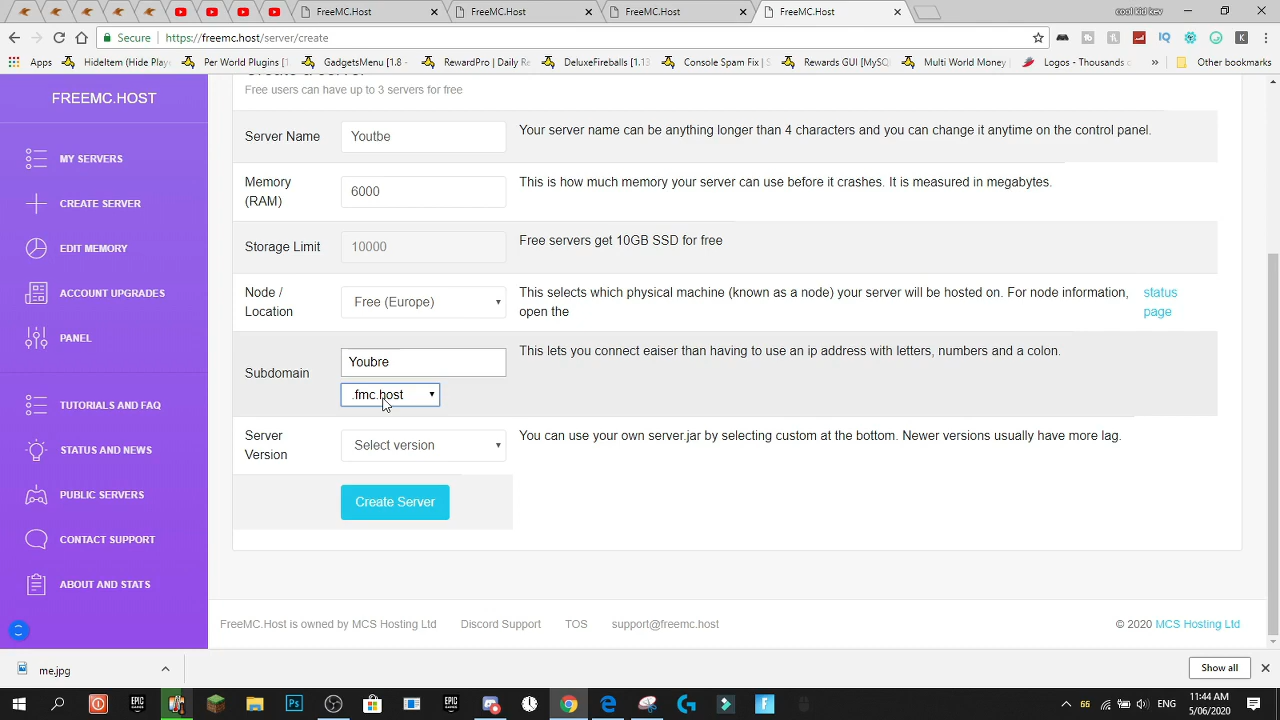 FreeMC.Host
FreeMC.Host
FreeMC.Host
FreeMC.Host
cool kid kev
Secure
https://freemc.host/server/create
Apps
HideItem (Hide Play
Per World Plugins [1
GadgetsMenu [1.8 -
RewardPro | Daily Re
DeluxeFireballs [1.13
Console Spam Fix | S
Rewards GUI [MySQL
Multi World Money
Logos - Thousands o
»
Other bookmarks
FREEMC.HOST
MY SERVERS
CREATE SERVER
EDIT MEMORY
ACCOUNT UPGRADES
PANEL
TUTORIALS AND FAQ
STATUS AND NEWS
PUBLIC SERVERS
CONTACT SUPPORT
ABOUT AND STATS
Free users can have up to 3 servers for free
Server Name
Youtbe
Your server name can be anything longer than 4 characters and you can change it anytime on the control panel.
Memory
(RAM)
6000
This is how much memory your server can use before it crashes. It is measured in megabytes.
Storage Limit
10000
Free servers get 10GB SSD for free
Node /
Location
Free (Europe)
This selects which physical machine (known as a node) your server will be hosted on. For node information,
open the
status
page
Subdomain
Youbre
.fmc.host
This lets you connect eaiser than having to use an ip address with letters, numbers and a colon.
Server
Version
Select version
You can use your own server.jar by selecting custom at the bottom. Newer versions usually have more lag.
Create Server
FreeMC.Host is owned by MCS Hosting Ltd
Discord Support
TOS
support@freemc.host
© 2020 MCS Hosting Ltd
me.jpg
Show all
ENG
11:44 AM
5/06/2020